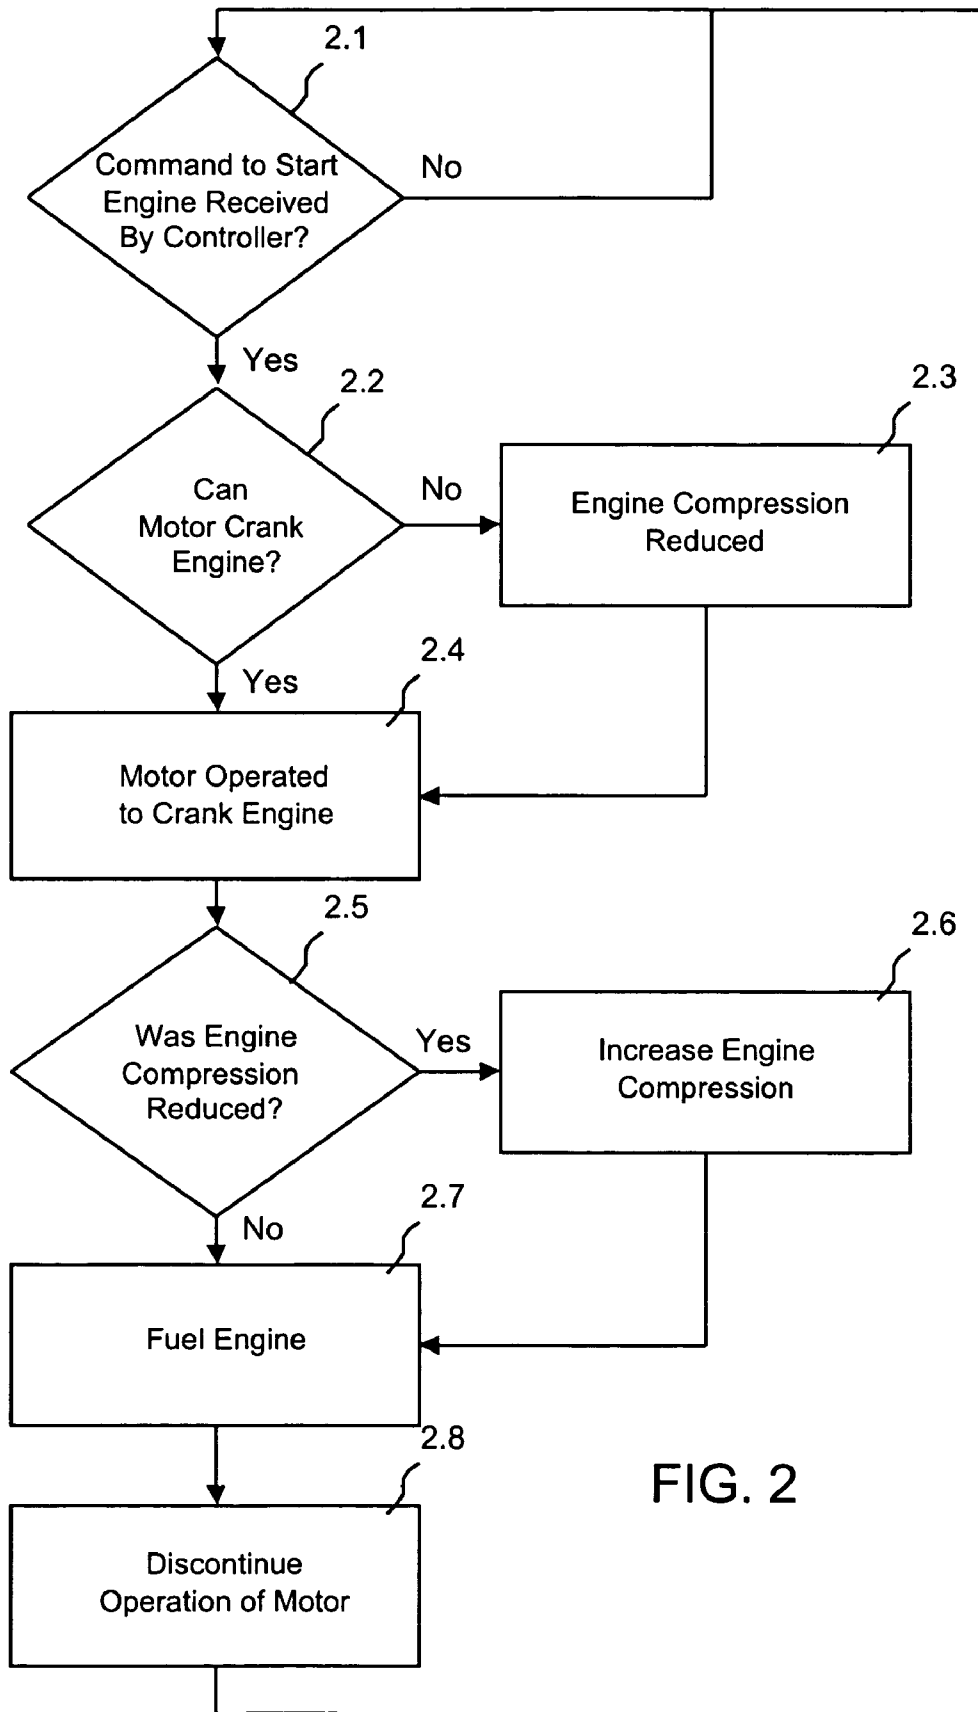 2.1
Command to Start
Engine Received
By Controller?
No
Yes
2.2
Can
Motor Crank
Engine?
No
2.3
Engine Compression
Reduced
Yes
2.4
Motor Operated
to Crank Engine
2.5
Was Engine
Compression
Reduced?
Yes
2.6
Increase Engine
Compression
No
2.7
Fuel Engine
2.8
Discontinue
Operation of Motor
FIG. 2